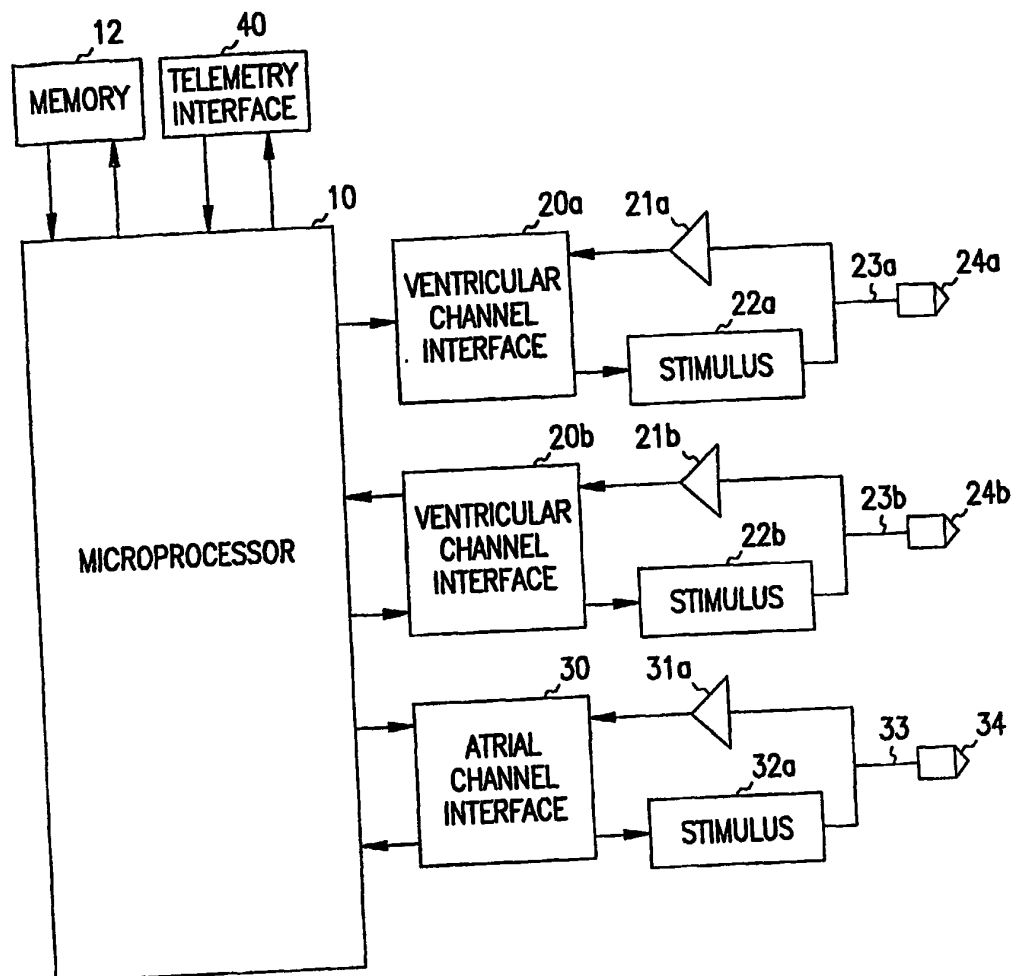 12
40
MEMORY
TELEMETRY
INTERFACE
10
20a
21a
VENTRICULAR
CHANNEL
INTERFACE
23a
24a
22a
STIMULUS
20b
21b
VENTRICULAR
CHANNEL
INTERFACE
23b
24b
22b
STIMULUS
MICROPROCESSOR
30
31a
ATRIAL
CHANNEL
INTERFACE
33
34
32a
STIMULUS